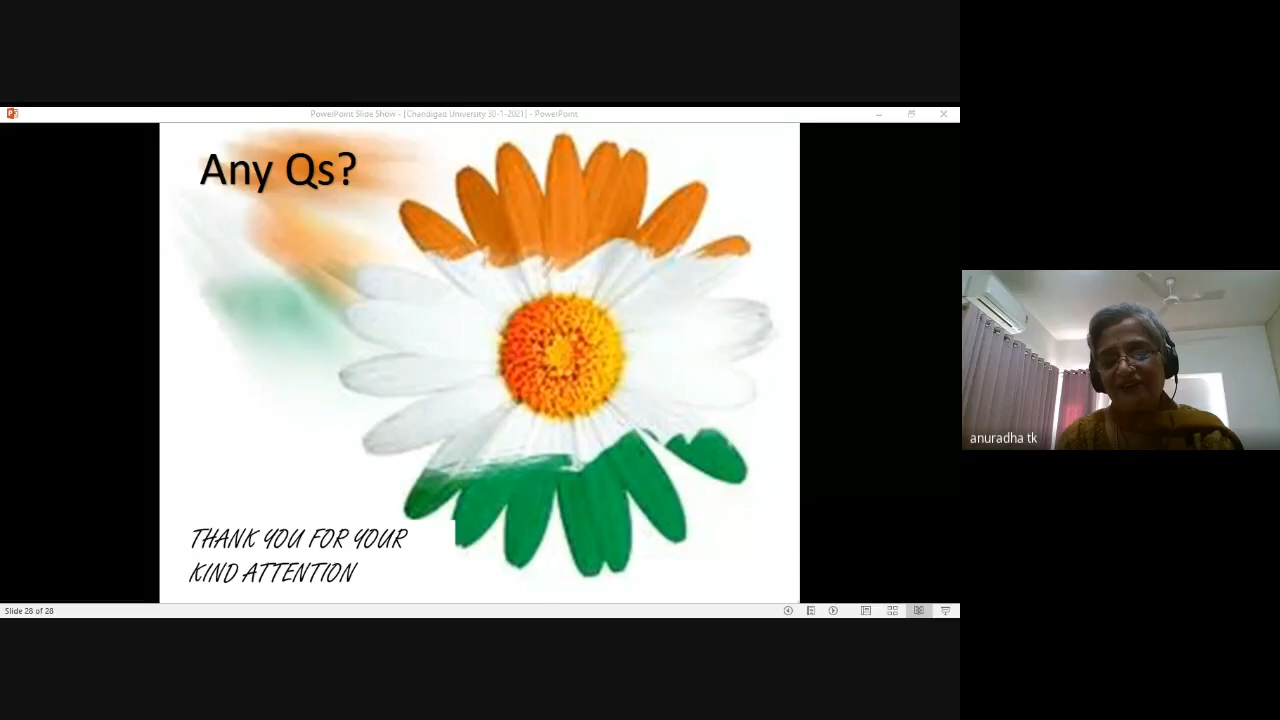 PowerPoint Slide Show - [Chandigad University 30-1-2021] - PowerPoint
Any Qs?
THANK YOU FOR YOUR
KIND ATTENTION
anuradha tk
Slide 28 of 28